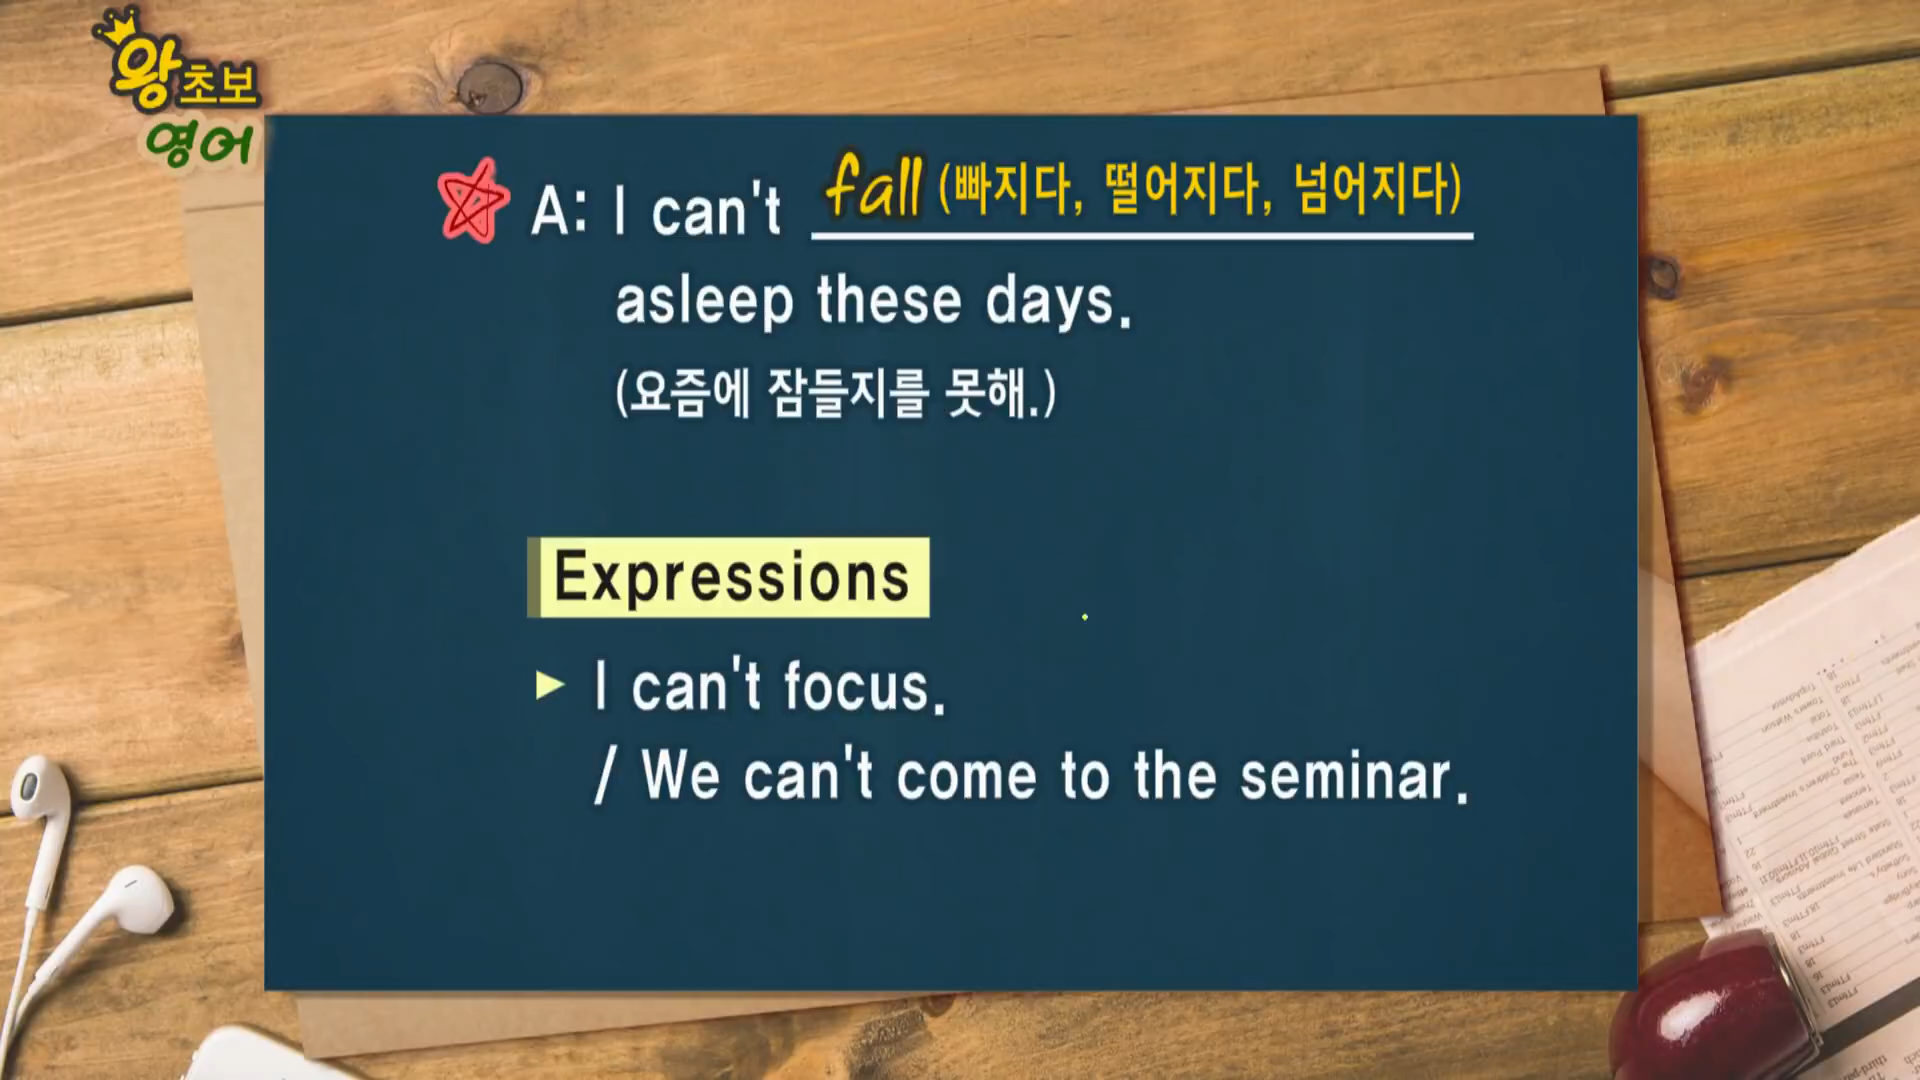 왕초보
영어
A: I can't fall (빠지다, 떨어지다, 넘어지다)
asleep these days.
(요즘에 잠들지를 못해.)
Expressions
▶ I can't focus.
/ We can't come to the seminar.